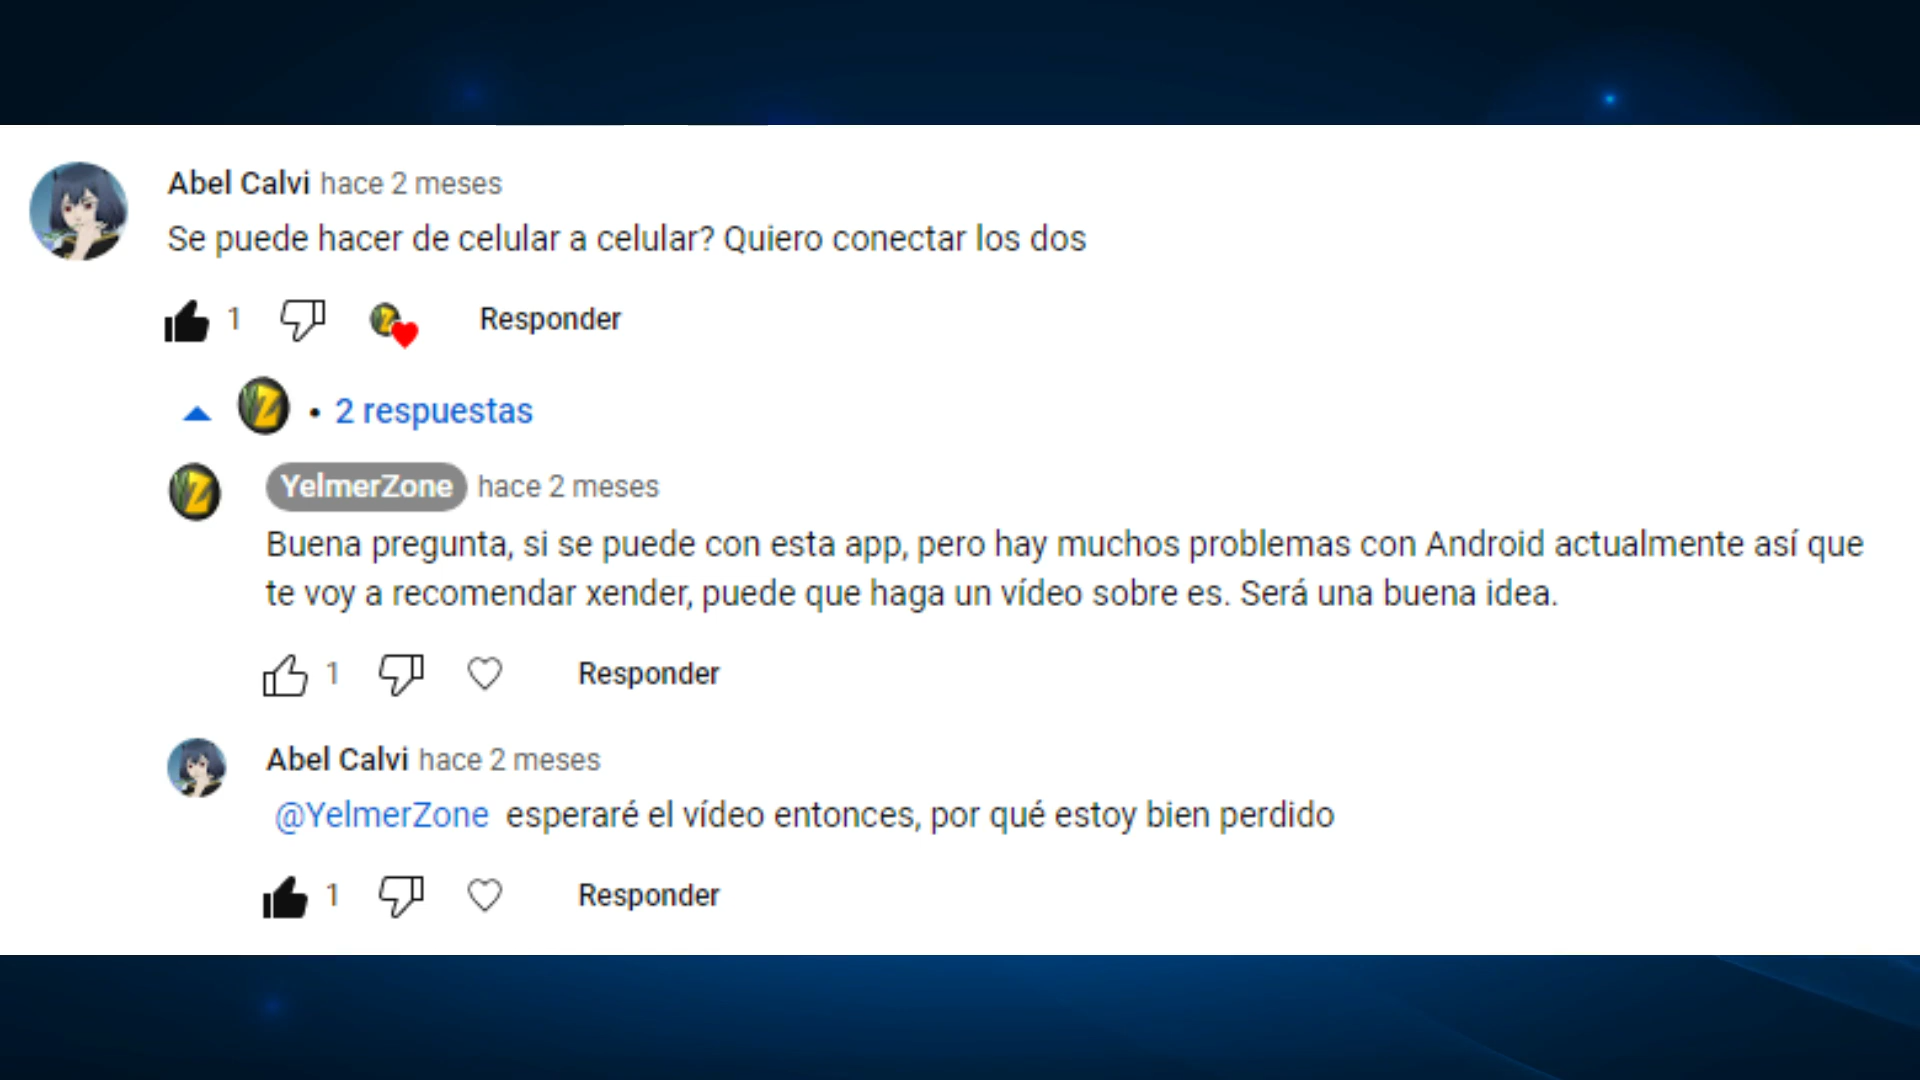 Abel Calvi hace 2 meses
Se puede hacer de celular a celular? Quiero conectar los dos
1 Responder
• 2 respuestas
YelmerZone hace 2 meses
Buena pregunta, si se puede con esta app, pero hay muchos problemas con Android actualmente así que
te voy a recomendar xender, puede que haga un vídeo sobre es. Será una buena idea.
1 Responder
Abel Calvi hace 2 meses
@YelmerZone esperaré el vídeo entonces, por qué estoy bien perdido
1 Responder